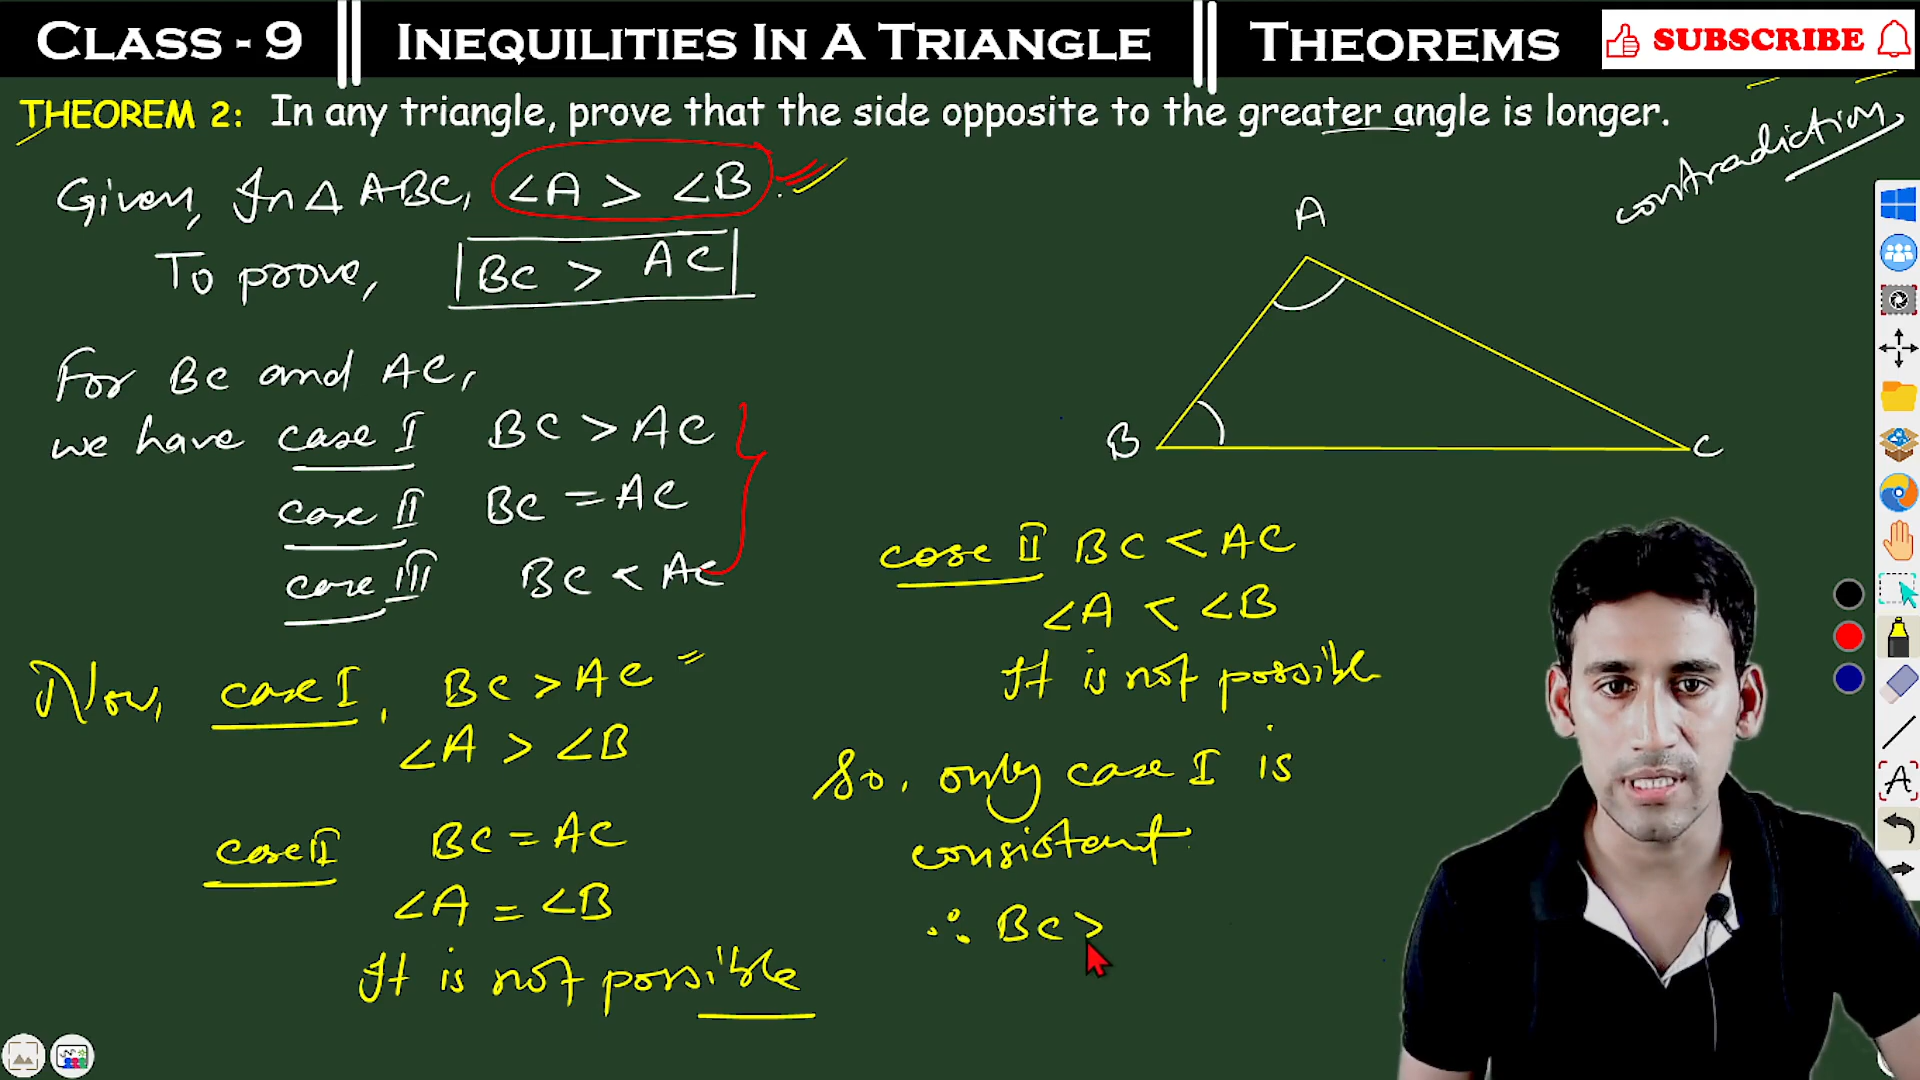 CLASS - 9 INEQUILITIES IN A TRIANGLE THEOREMS SUBSCRIBE
THEOREM 2: In any triangle, prove that the side opposite to the greater angle is longer.
contradiction
Given, In △ ABC, ∠A > ∠B.
To prove, BC > AC
For BC and AC,
we have case I BC > AC
case II BC = AC
case III BC < AC
Now, case I, BC > AC
∠A > ∠B
case II BC = AC
∠A = ∠B
It is not possible
A
B
C
case II BC < AC
∠A < ∠B
It is not possible
So, only case I is
consistant
∴ BC >